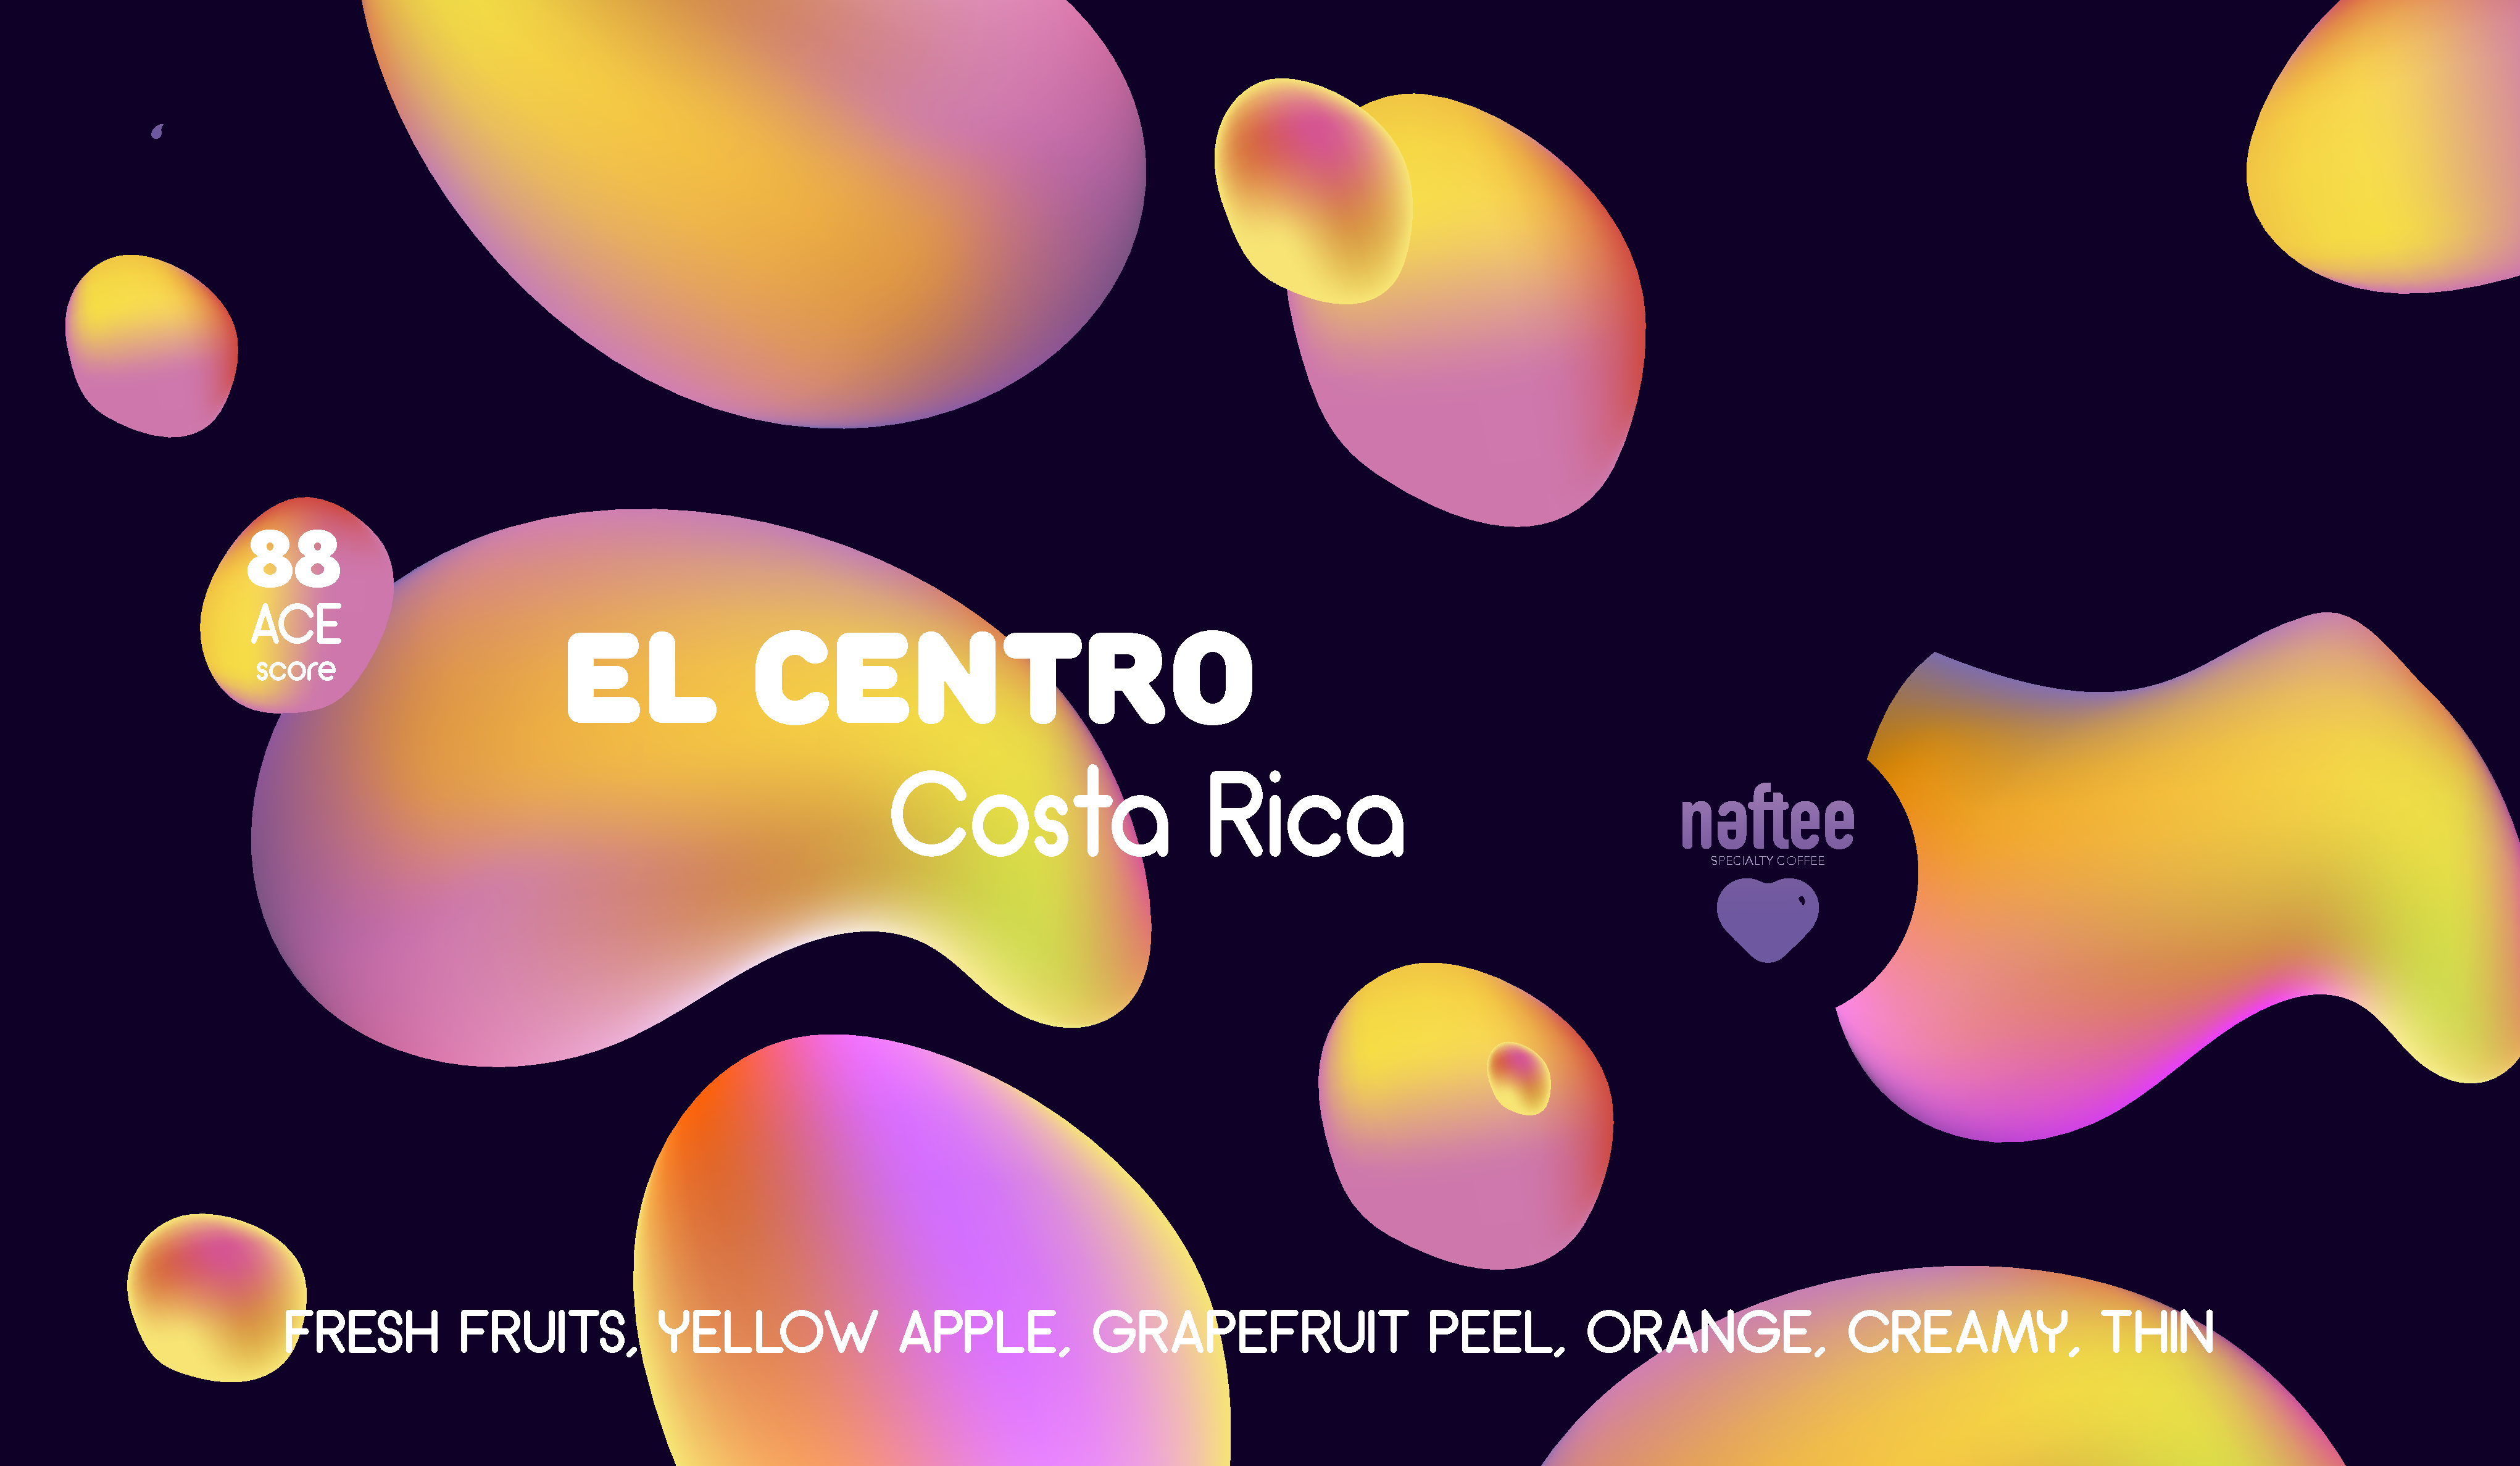 88
ACE
score
EL CENTRO
Costa Rica
naftee
SPECIALTY COFFEE
FRESH FRUITS, YELLOW APPLE, GRAPEFRUIT PEEL, ORANGE, CREAMY, THIN